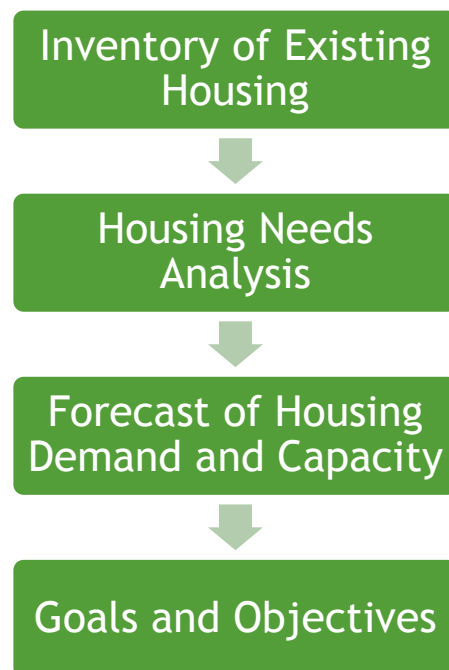 Inventory of Existing
Housing
Housing Needs
Analysis
Forecast of Housing
Demand and Capacity
Goals and Objectives